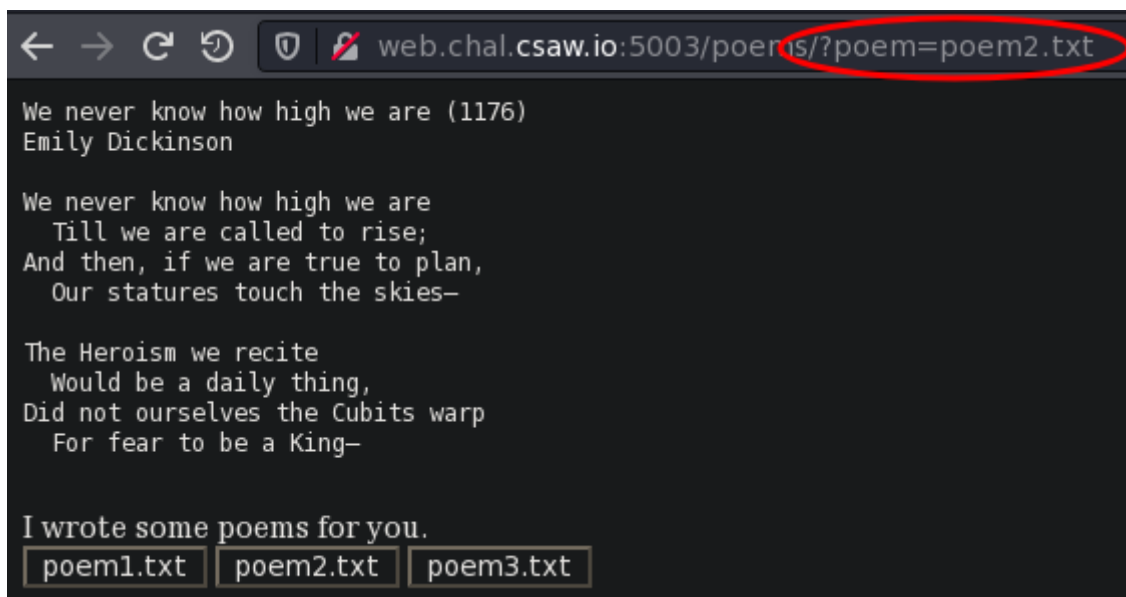 web.chal.csaw.io:5003/poems/?poem=poem2.txt
We never know how high we are (1176)
Emily Dickinson
We never know how high we are
Till we are called to rise;
And then, if we are true to plan,
Our statures touch the skies—
The Heroism we recite
Would be a daily thing,
Did not ourselves the Cubits warp
For fear to be a King—
I wrote some poems for you.
poem1.txt poem2.txt poem3.txt